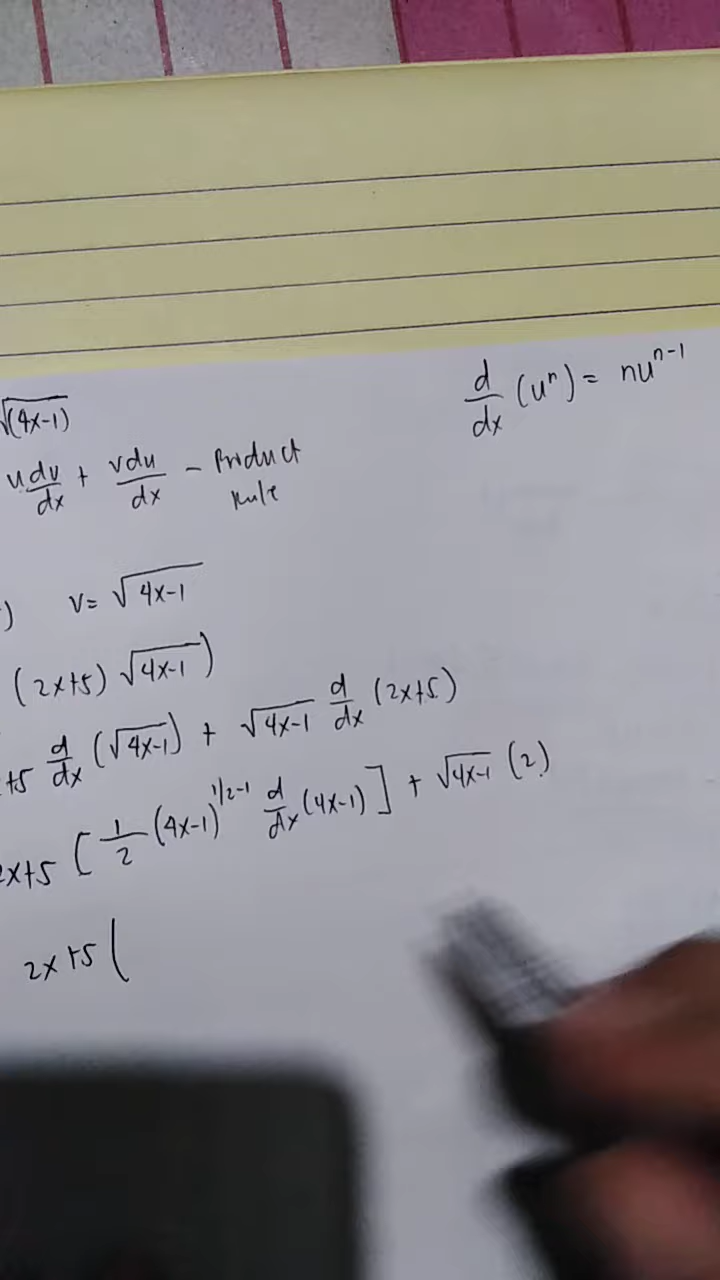 √(4x-1)
d/dx (uⁿ) = nuⁿ⁻¹
u dv/dx + v du/dx - Product
Rule
) v = √4x-1
(2x+5) √4x-1)
+5 d/dx (√4x-1) + √4x-1 d/dx (2x+5)
2x+5 [1/2 (4x-1)^1/2-1 d/dx (4x-1)] + √4x-1 (2)
2x+5 (